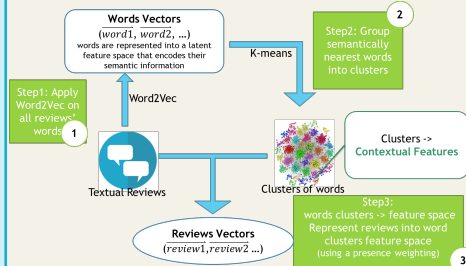 Words Vectors
(word1, word2, …)
words are represented into a latent
feature space that encodes their
semantic information
2
Step2: Group
semantically
nearest words
into clusters
K-means
Step1: Apply
Word2Vec on
all reviews'
words
1
Word2Vec
Clusters ->
Contextual Features
Textual Reviews
Clusters of words
Step3:
words clusters -> feature space
Represent reviews into word
clusters feature space
(using a presence weighting)
3
Reviews Vectors
(review1,review2 …)